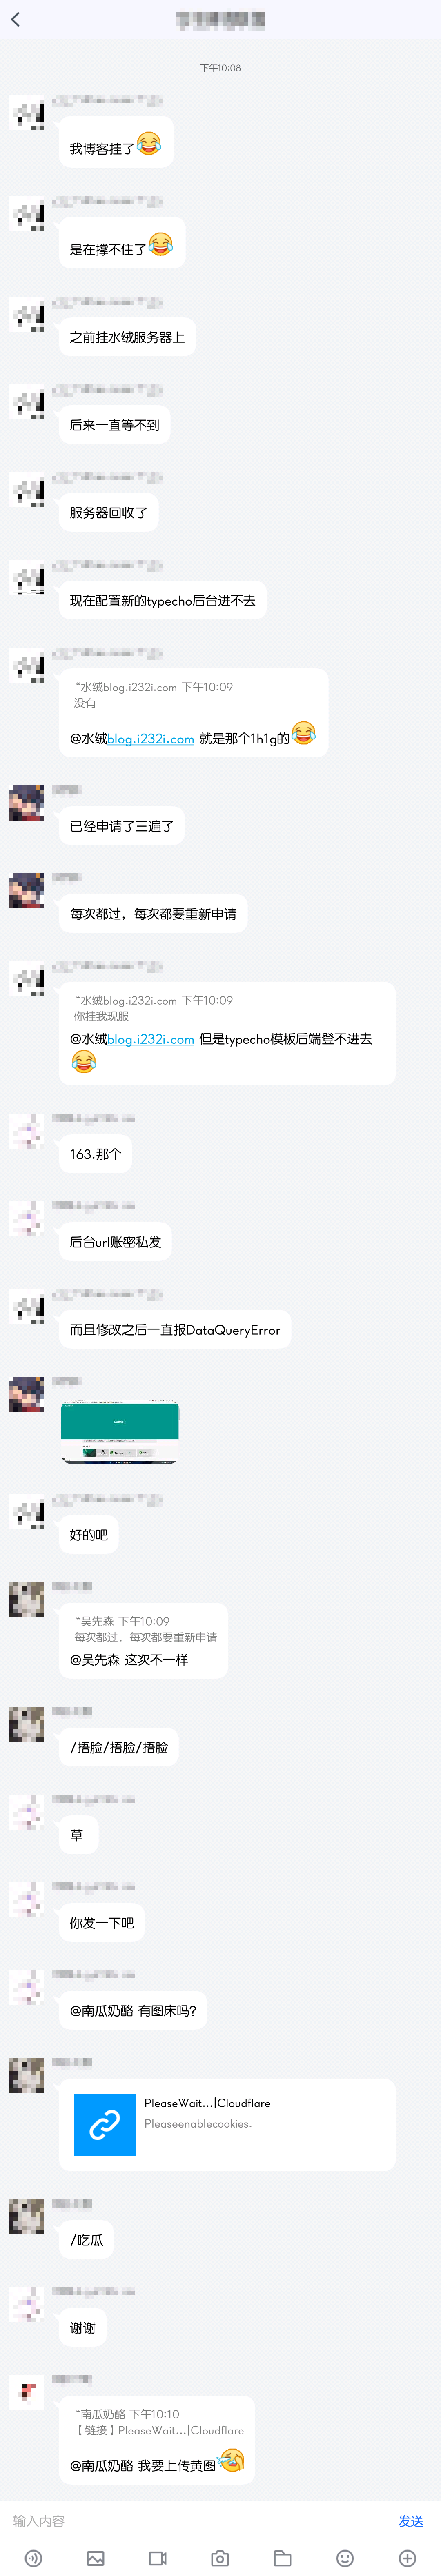 下午10:08
我博客挂了😂
是在撑不住了😂
之前挂水绒服务器上
后来一直等不到
服务器回收了
现在配置新的typecho后台进不去
“水绒blog.i232i.com 下午10:09
没有
@水绒blog.i232i.com 就是那个1h1g的😂
已经申请了三遍了
每次都过，每次都要重新申请
“水绒blog.i232i.com 下午10:09
你挂我现服
@水绒blog.i232i.com 但是typecho模板后端登不进去
😂
163.那个
后台url账密私发
而且修改之后一直报DataQueryError
好的吧
“吴先森 下午10:09
每次都过，每次都要重新申请
@吴先森 这次不一样
/捂脸/捂脸/捂脸
草
你发一下吧
@南瓜奶酪 有图床吗？
PleaseWait...|Cloudflare
Pleaseenablecookies.
/吃瓜
谢谢
“南瓜奶酪 下午10:10
【链接】PleaseWait...|Cloudflare
@南瓜奶酪 我要上传黄图🤣
输入内容
发送